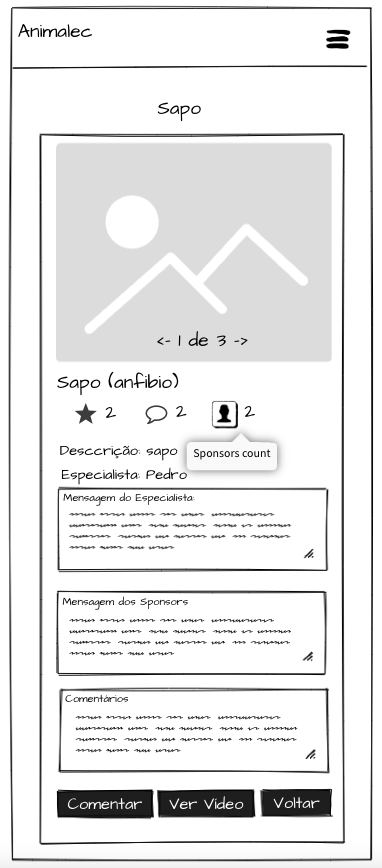 Animalec
Sapo
<- 1 de 3 ->
Sapo (anfibio)
2 2 2
Sponsors count
Desccrição: sapo
Especialista: Pedro
Mensagem do Especialista:
Mensagem dos Sponsors
Comentários
Comentar Ver Video Voltar